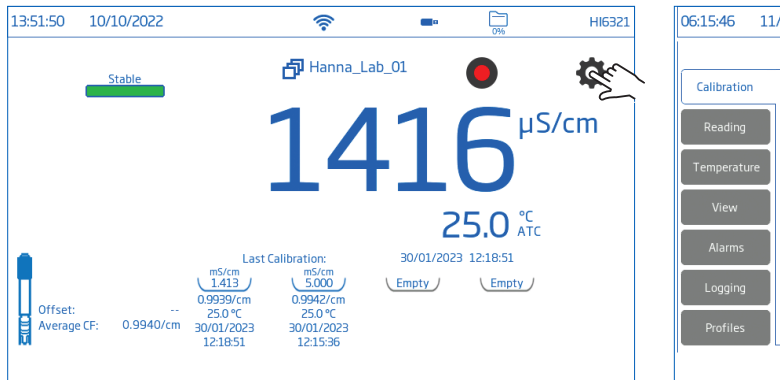 13:51:50 10/10/2022 0% HI6321
Stable
Hanna_Lab_01
1416 µS/cm
25.0 °C
ATC
Last Calibration: 30/01/2023 12:18:51
mS/cm mS/cm
1.413 5.000 Empty Empty
0.9939/cm 0.9942/cm
Offset: -- 25.0 °C 25.0 °C
Average CF: 0.9940/cm 30/01/2023 30/01/2023
12:18:51 12:15:36
06:15:46 11/
Calibration
Reading
Temperature
View
Alarms
Logging
Profiles